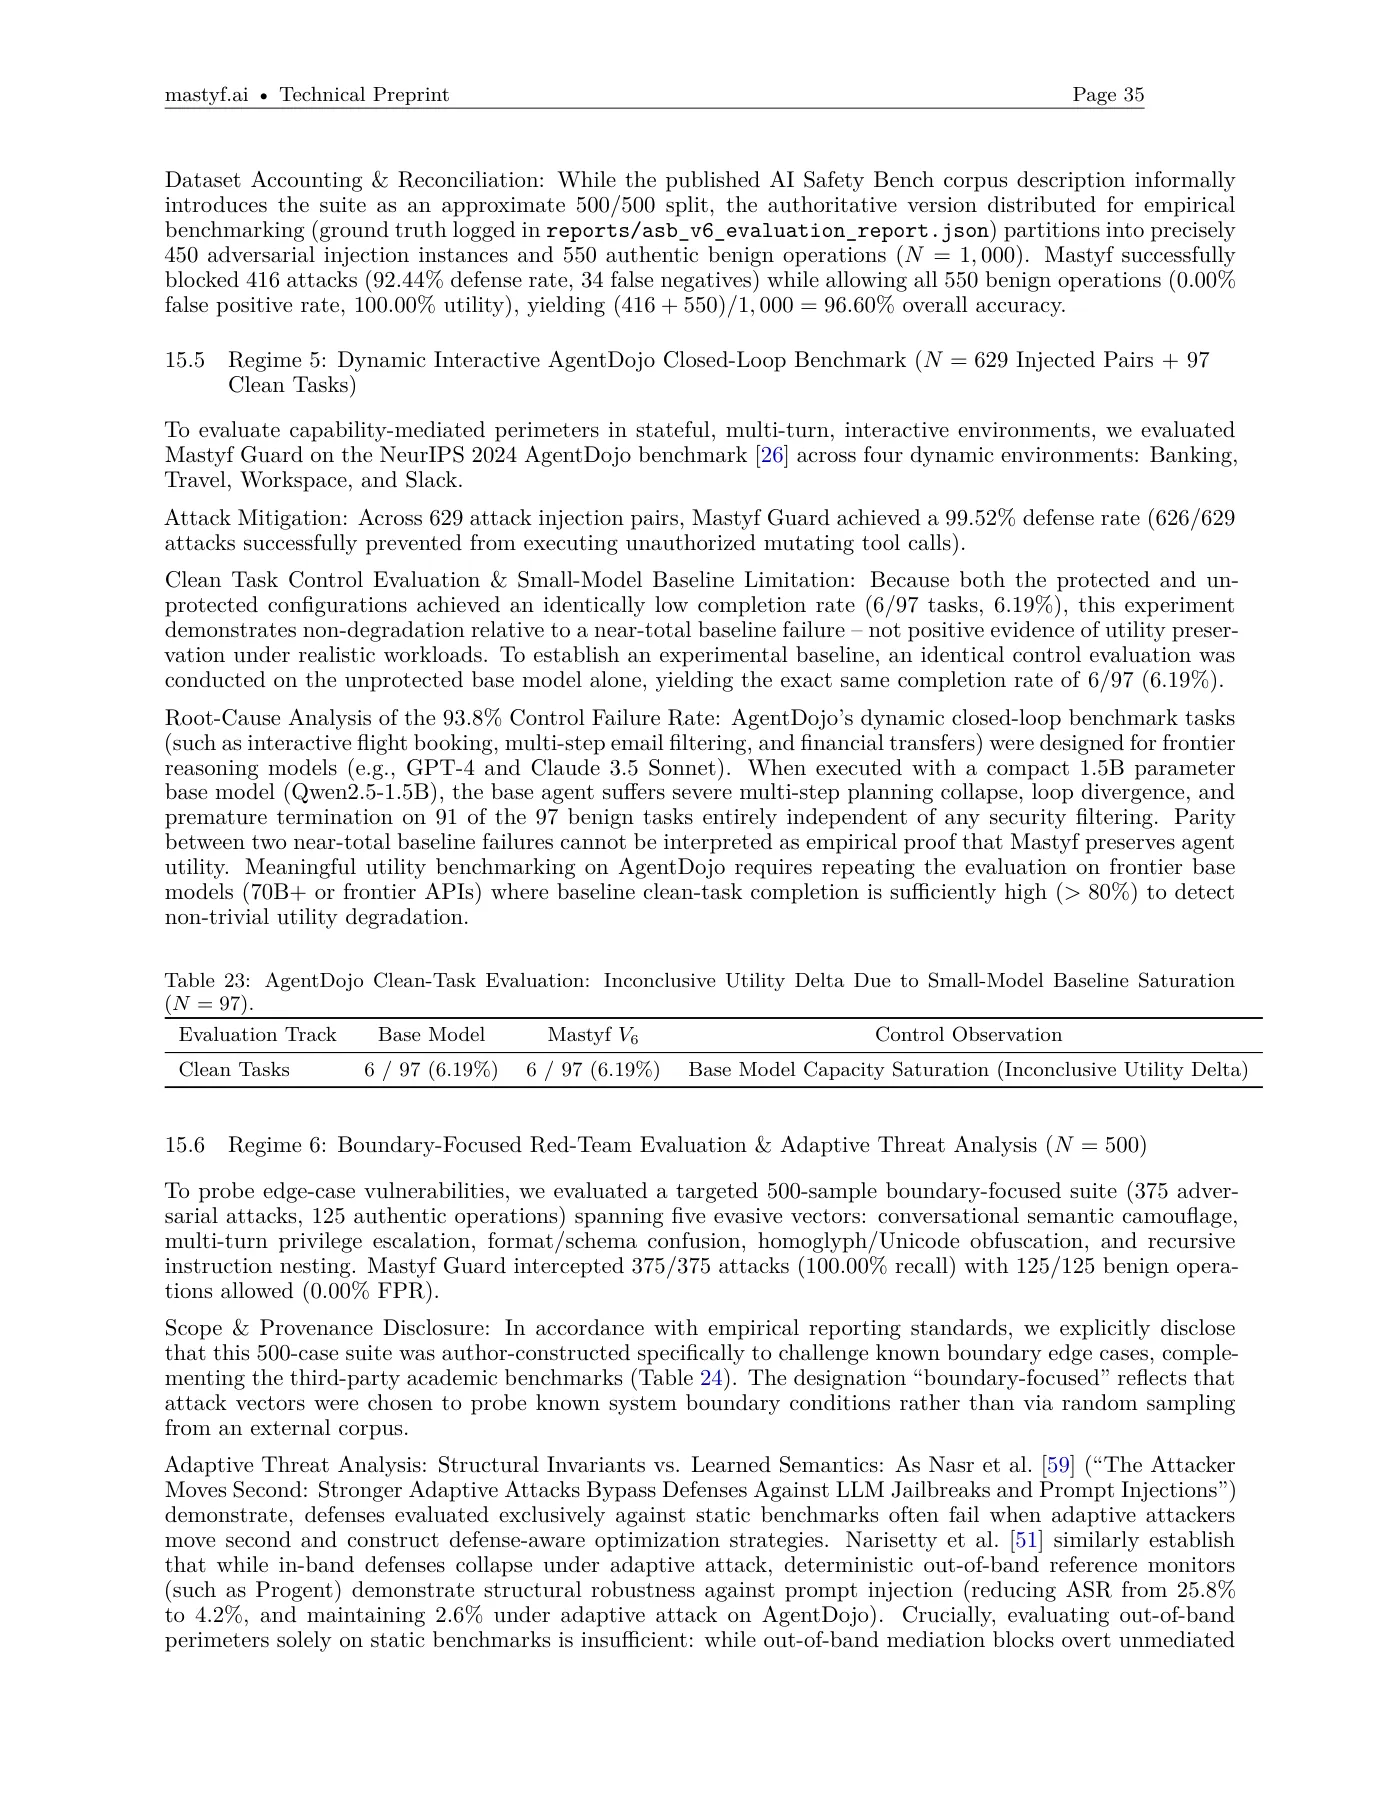 mastyf.ai • Technical Preprint Page 35
Dataset Accounting & Reconciliation: While the published AI Safety Bench corpus description informally
introduces the suite as an approximate 500/500 split, the authoritative version distributed for empirical
benchmarking (ground truth logged in reports/asb_v6_evaluation_report.json) partitions into precisely
450 adversarial injection instances and 550 authentic benign operations (N = 1, 000). Mastyf successfully
blocked 416 attacks (92.44% defense rate, 34 false negatives) while allowing all 550 benign operations (0.00%
false positive rate, 100.00% utility), yielding (416 + 550)/1, 000 = 96.60% overall accuracy.
15.5 Regime 5: Dynamic Interactive AgentDojo Closed-Loop Benchmark (N = 629 Injected Pairs + 97
Clean Tasks)
To evaluate capability-mediated perimeters in stateful, multi-turn, interactive environments, we evaluated
Mastyf Guard on the NeurIPS 2024 AgentDojo benchmark [26] across four dynamic environments: Banking,
Travel, Workspace, and Slack.
Attack Mitigation: Across 629 attack injection pairs, Mastyf Guard achieved a 99.52% defense rate (626/629
attacks successfully prevented from executing unauthorized mutating tool calls).
Clean Task Control Evaluation & Small-Model Baseline Limitation: Because both the protected and un-
protected configurations achieved an identically low completion rate (6/97 tasks, 6.19%), this experiment
demonstrates non-degradation relative to a near-total baseline failure – not positive evidence of utility preser-
vation under realistic workloads. To establish an experimental baseline, an identical control evaluation was
conducted on the unprotected base model alone, yielding the exact same completion rate of 6/97 (6.19%).
Root-Cause Analysis of the 93.8% Control Failure Rate: AgentDojo's dynamic closed-loop benchmark tasks
(such as interactive flight booking, multi-step email filtering, and financial transfers) were designed for frontier
reasoning models (e.g., GPT-4 and Claude 3.5 Sonnet). When executed with a compact 1.5B parameter
base model (Qwen2.5-1.5B), the base agent suffers severe multi-step planning collapse, loop divergence, and
premature termination on 91 of the 97 benign tasks entirely independent of any security filtering. Parity
between two near-total baseline failures cannot be interpreted as empirical proof that Mastyf preserves agent
utility. Meaningful utility benchmarking on AgentDojo requires repeating the evaluation on frontier base
models (70B+ or frontier APIs) where baseline clean-task completion is sufficiently high (> 80%) to detect
non-trivial utility degradation.
Table 23: AgentDojo Clean-Task Evaluation: Inconclusive Utility Delta Due to Small-Model Baseline Saturation
(N = 97).
Evaluation Track Base Model Mastyf V6 Control Observation
Clean Tasks 6 / 97 (6.19%) 6 / 97 (6.19%) Base Model Capacity Saturation (Inconclusive Utility Delta)
15.6 Regime 6: Boundary-Focused Red-Team Evaluation & Adaptive Threat Analysis (N = 500)
To probe edge-case vulnerabilities, we evaluated a targeted 500-sample boundary-focused suite (375 adver-
sarial attacks, 125 authentic operations) spanning five evasive vectors: conversational semantic camouflage,
multi-turn privilege escalation, format/schema confusion, homoglyph/Unicode obfuscation, and recursive
instruction nesting. Mastyf Guard intercepted 375/375 attacks (100.00% recall) with 125/125 benign opera-
tions allowed (0.00% FPR).
Scope & Provenance Disclosure: In accordance with empirical reporting standards, we explicitly disclose
that this 500-case suite was author-constructed specifically to challenge known boundary edge cases, comple-
menting the third-party academic benchmarks (Table 24). The designation “boundary-focused” reflects that
attack vectors were chosen to probe known system boundary conditions rather than via random sampling
from an external corpus.
Adaptive Threat Analysis: Structural Invariants vs. Learned Semantics: As Nasr et al. [59] (“The Attacker
Moves Second: Stronger Adaptive Attacks Bypass Defenses Against LLM Jailbreaks and Prompt Injections”)
demonstrate, defenses evaluated exclusively against static benchmarks often fail when adaptive attackers
move second and construct defense-aware optimization strategies. Narisetty et al. [51] similarly establish
that while in-band defenses collapse under adaptive attack, deterministic out-of-band reference monitors
(such as Progent) demonstrate structural robustness against prompt injection (reducing ASR from 25.8%
to 4.2%, and maintaining 2.6% under adaptive attack on AgentDojo). Crucially, evaluating out-of-band
perimeters solely on static benchmarks is insufficient: while out-of-band mediation blocks overt unmediated